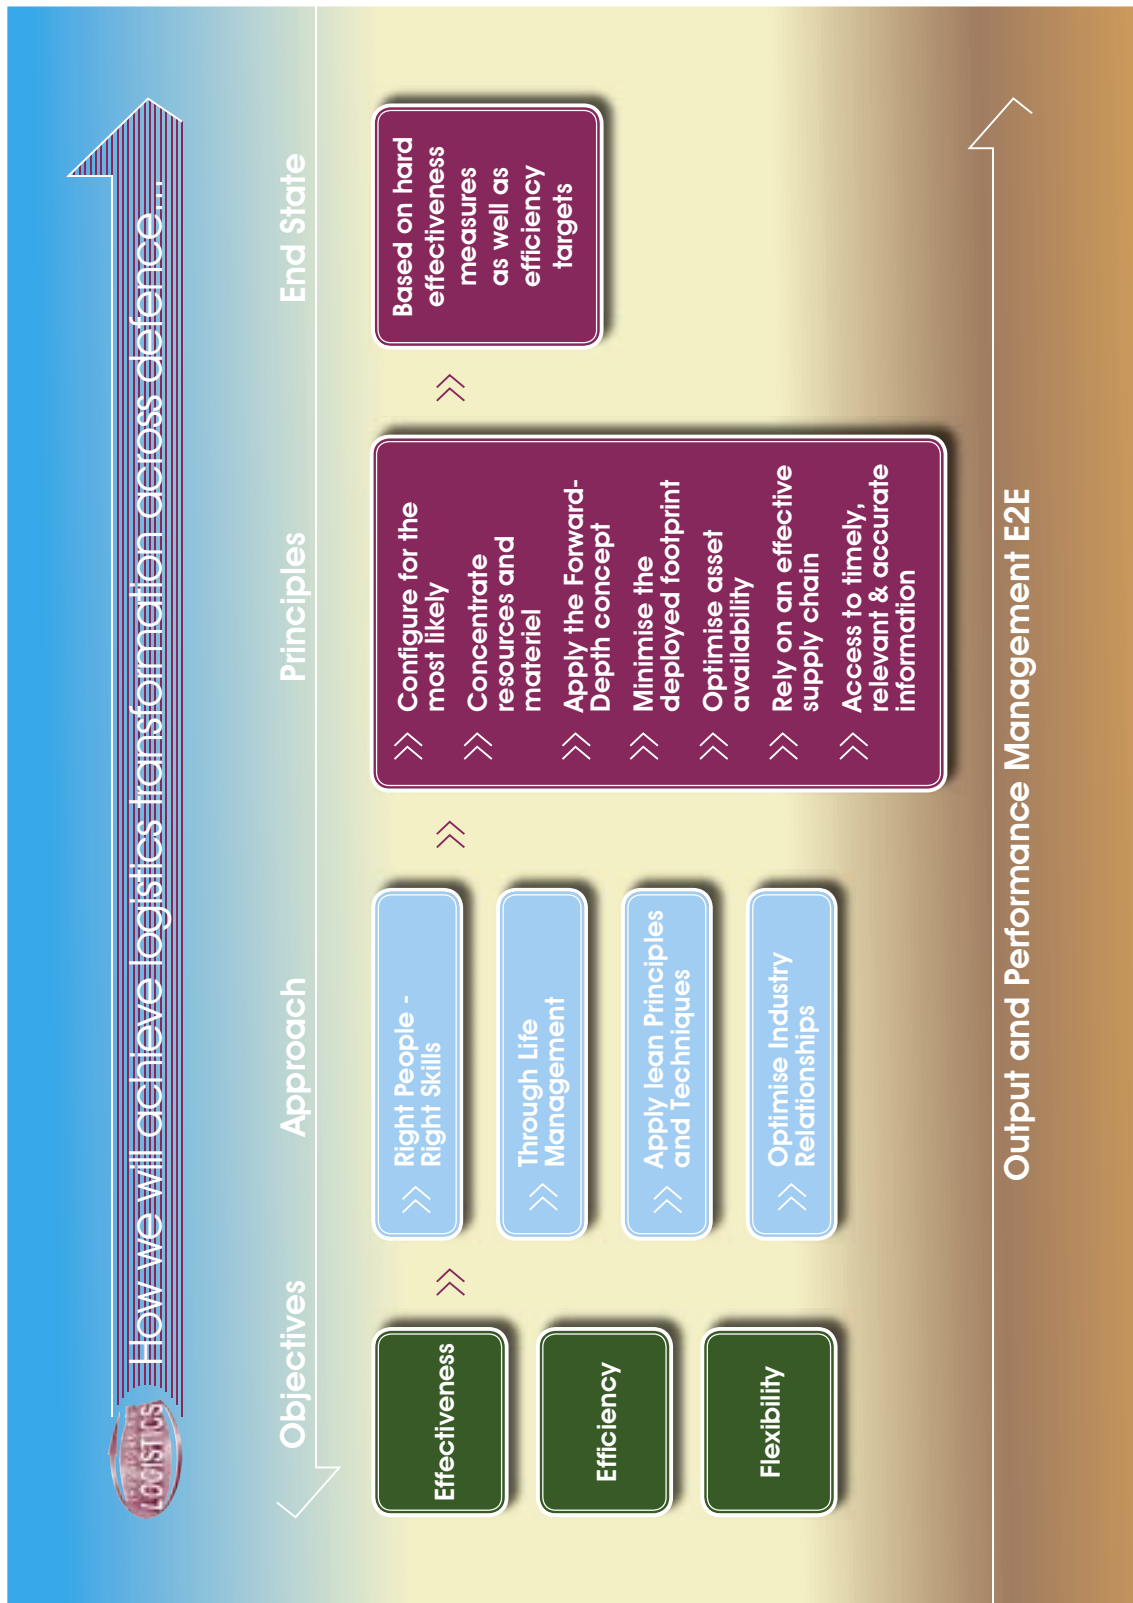 LOGISTICS
How we will achieve logistics transformation across defence...
Objectives
Approach
Principles
End State
Effectiveness
Efficiency
Flexibility
Right People -
Right Skills
Through Life
Management
Apply lean Principles
and Techniques
Optimise Industry
Relationships
Configure for the
most likely
Concentrate
resources and
materiel
Apply the Forward-
Depth concept
Minimise the
deployed footprint
Optimise asset
availability
Rely on an effective
supply chain
Access to timely,
relevant & accurate
information
Based on hard
effectiveness
measures
as well as
efficiency
targets
Output and Performance Management E2E